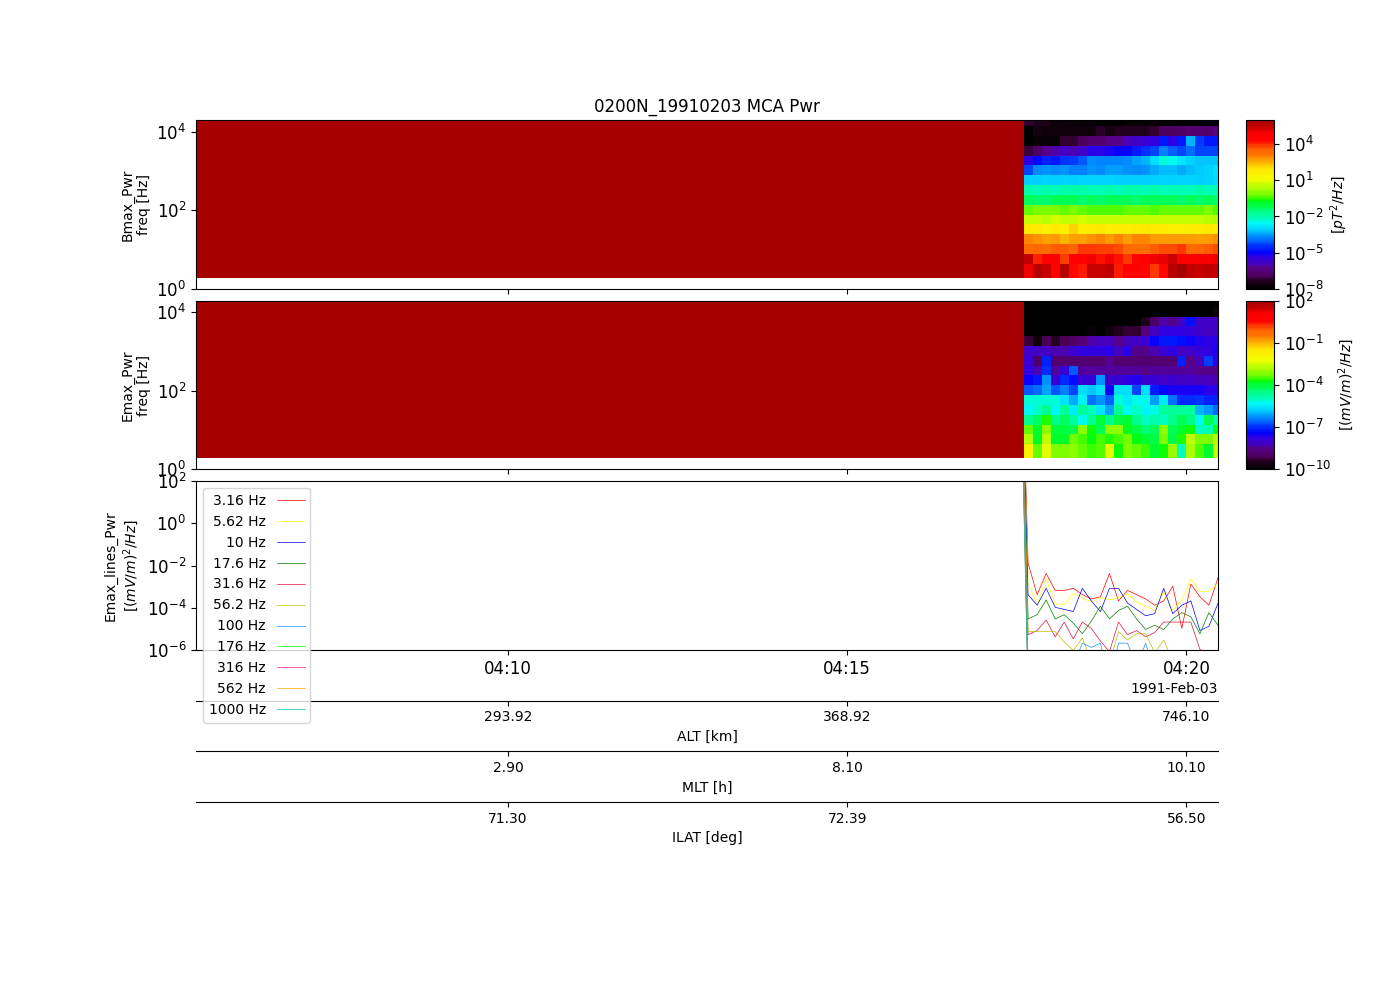 0200N_19910203 MCA Pwr
10^4
10^2
10^0
Bmax_Pwr
freq [Hz]
10^4
10^1
10^−2
10^−5
10^−8
[pT^2/Hz]
10^4
10^2
10^0
Emax_Pwr
freq [Hz]
10^2
10^−1
10^−4
10^−7
10^−10
[(mV/m)^2/Hz]
10^2
10^0
10^−2
10^−4
10^−6
Emax_lines_Pwr
[(mV/m)^2/Hz]
3.16 Hz
5.62 Hz
10 Hz
17.6 Hz
31.6 Hz
56.2 Hz
100 Hz
176 Hz
316 Hz
562 Hz
1000 Hz
04:10 04:15 04:20
1991-Feb-03
293.92 368.92 746.10
ALT [km]
2.90 8.10 10.10
MLT [h]
71.30 72.39 56.50
ILAT [deg]